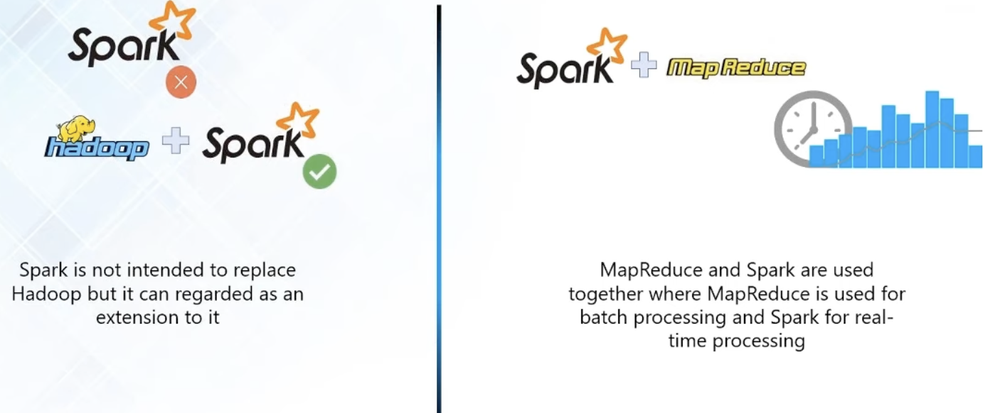 Spark
hadoop
Spark
Spark is not intended to replace
Hadoop but it can regarded as an
extension to it
Spark
Map Reduce
MapReduce and Spark are used
together where MapReduce is used for
batch processing and Spark for real-
time processing